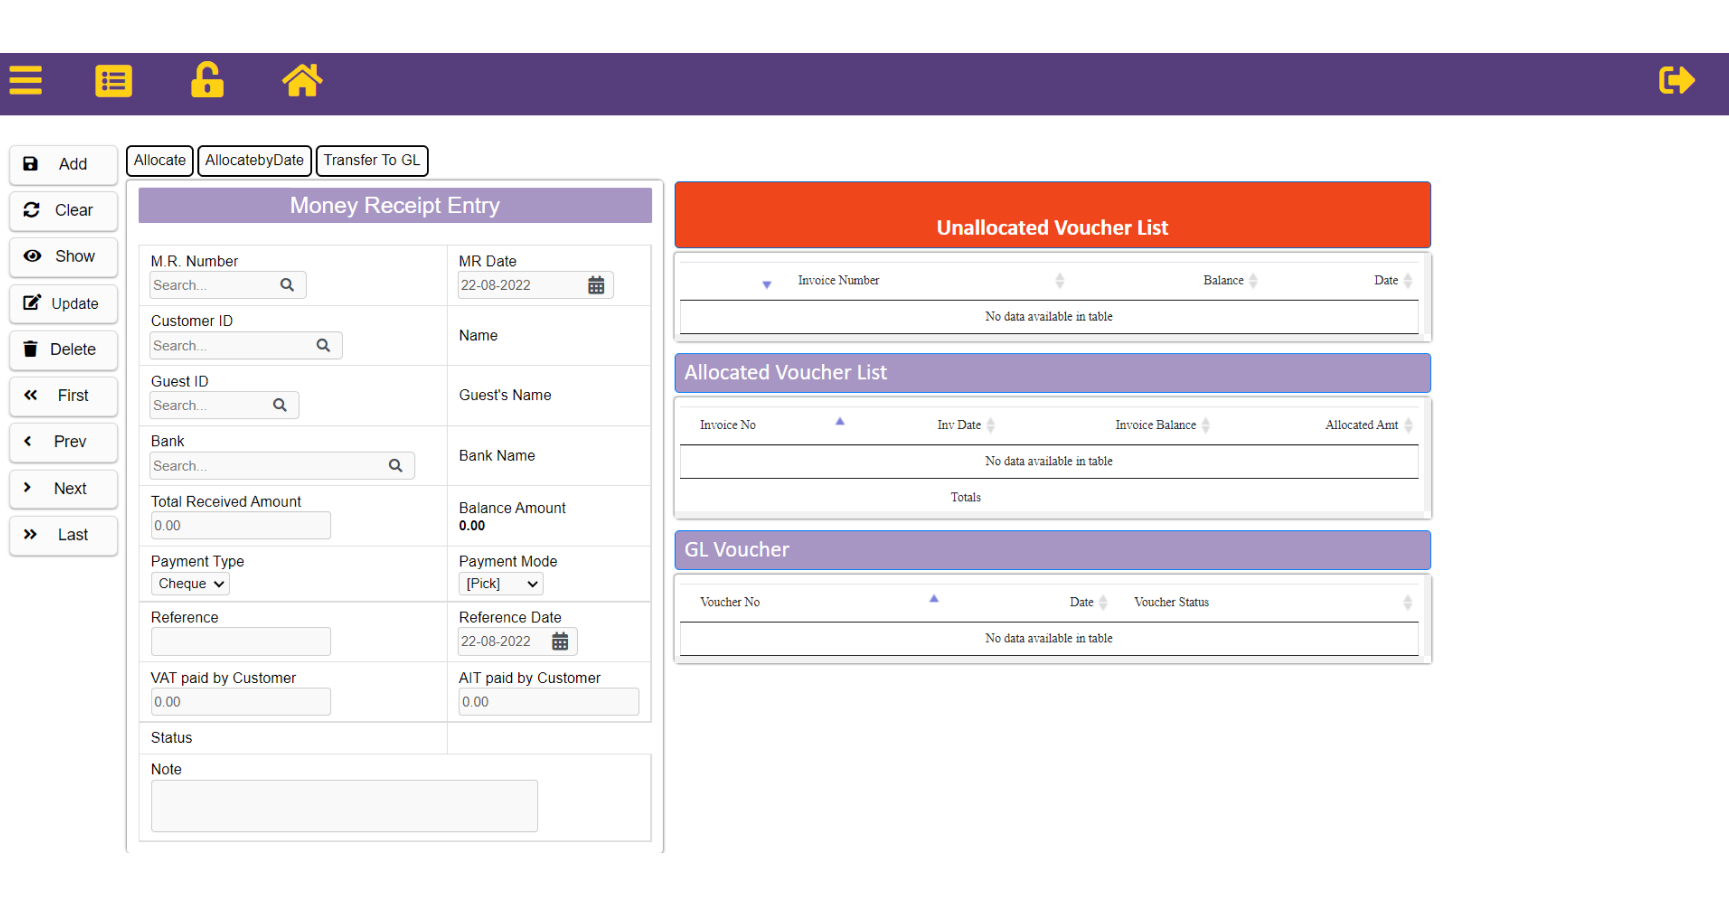 Add
Clear
Show
Update
Delete
First
Prev
Next
Last
Allocate AllocatebyDate Transfer To GL
Money Receipt Entry
M.R. Number MR Date
Search... 22-08-2022
Customer ID
Search... Name
Guest ID
Search... Guest's Name
Bank
Search... Bank Name
Total Received Amount Balance Amount
0.00 0.00
Payment Type Payment Mode
Cheque [Pick]
Reference Reference Date
22-08-2022
VAT paid by Customer AIT paid by Customer
0.00 0.00
Status
Note
Unallocated Voucher List
Invoice Number Balance Date
No data available in table
Allocated Voucher List
Invoice No Inv Date Invoice Balance Allocated Amt
No data available in table
Totals
GL Voucher
Voucher No Date Voucher Status
No data available in table